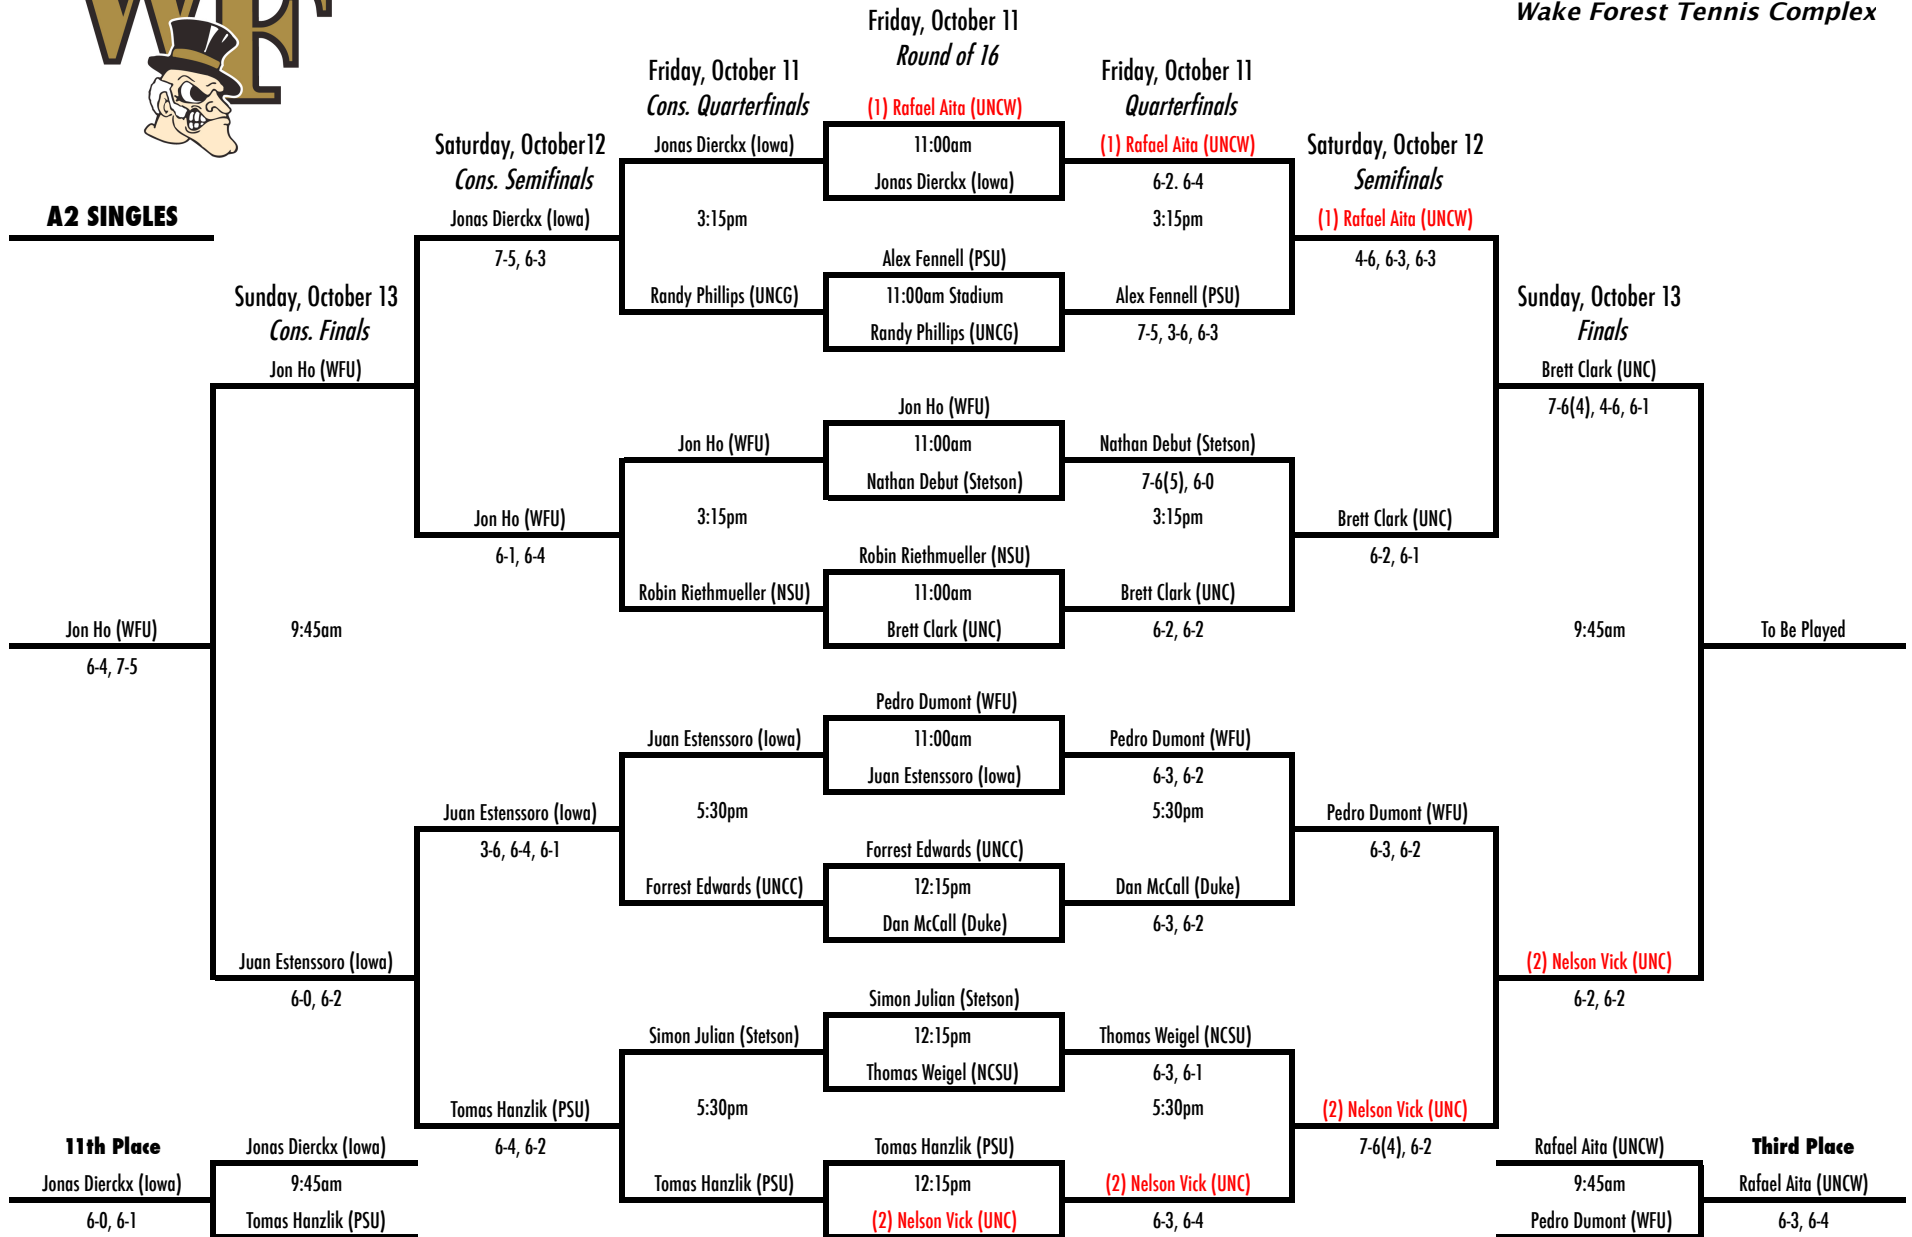 WF
Wake Forest Tennis Complex
Friday, October 11
Round of 16
Friday, October 11
Cons. Quarterfinals
Friday, October 11
Quarterfinals
Saturday, October12
Cons. Semifinals
Saturday, October 12
Semifinals
A2 SINGLES
Sunday, October 13
Cons. Finals
Sunday, October 13
Finals
(1) Rafael Aita (UNCW)
11:00am
Jonas Dierckx (Iowa)
Alex Fennell (PSU)
11:00am Stadium
Randy Phillips (UNCG)
Jon Ho (WFU)
11:00am
Nathan Debut (Stetson)
Robin Riethmueller (NSU)
11:00am
Brett Clark (UNC)
Pedro Dumont (WFU)
11:00am
Juan Estenssoro (Iowa)
Forrest Edwards (UNCC)
12:15pm
Dan McCall (Duke)
Simon Julian (Stetson)
12:15pm
Thomas Weigel (NCSU)
Tomas Hanzlik (PSU)
12:15pm
(2) Nelson Vick (UNC)
Jonas Dierckx (Iowa)
3:15pm
Randy Phillips (UNCG)
Jon Ho (WFU)
3:15pm
Robin Riethmueller (NSU)
Juan Estenssoro (Iowa)
5:30pm
Forrest Edwards (UNCC)
Simon Julian (Stetson)
5:30pm
Tomas Hanzlik (PSU)
Jonas Dierckx (Iowa)
7-5, 6-3
Jon Ho (WFU)
6-1, 6-4
Juan Estenssoro (Iowa)
3-6, 6-4, 6-1
Tomas Hanzlik (PSU)
6-4, 6-2
Jon Ho (WFU)
9:45am
Juan Estenssoro (Iowa)
6-0, 6-2
Jon Ho (WFU)
6-4, 7-5
(1) Rafael Aita (UNCW)
6-2. 6-4
3:15pm
Alex Fennell (PSU)
7-5, 3-6, 6-3
Nathan Debut (Stetson)
7-6(5), 6-0
3:15pm
Brett Clark (UNC)
6-2, 6-2
Pedro Dumont (WFU)
6-3, 6-2
5:30pm
Dan McCall (Duke)
6-3, 6-2
Thomas Weigel (NCSU)
6-3, 6-1
5:30pm
(2) Nelson Vick (UNC)
6-3, 6-4
(1) Rafael Aita (UNCW)
4-6, 6-3, 6-3
Brett Clark (UNC)
6-2, 6-1
Pedro Dumont (WFU)
6-3, 6-2
(2) Nelson Vick (UNC)
7-6(4), 6-2
Brett Clark (UNC)
7-6(4), 4-6, 6-1
9:45am
(2) Nelson Vick (UNC)
6-2, 6-2
To Be Played
11th Place
Jonas Dierckx (Iowa)
9:45am
Tomas Hanzlik (PSU)
Jonas Dierckx (Iowa)
6-0, 6-1
Third Place
Rafael Aita (UNCW)
9:45am
Pedro Dumont (WFU)
Rafael Aita (UNCW)
6-3, 6-4